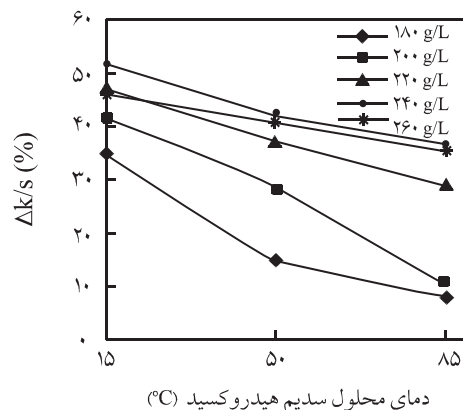 ۱۸۰ g/L
۲۰۰ g/L
۲۲۰ g/L
۲۴۰ g/L
۲۶۰ g/L
Δk/s (%)
۶۰
۵۰
۴۰
۳۰
۲۰
۱۰
۰
۱۵ ۵۰ ۸۵
دمای محلول سدیم هیدروکسید (°C)